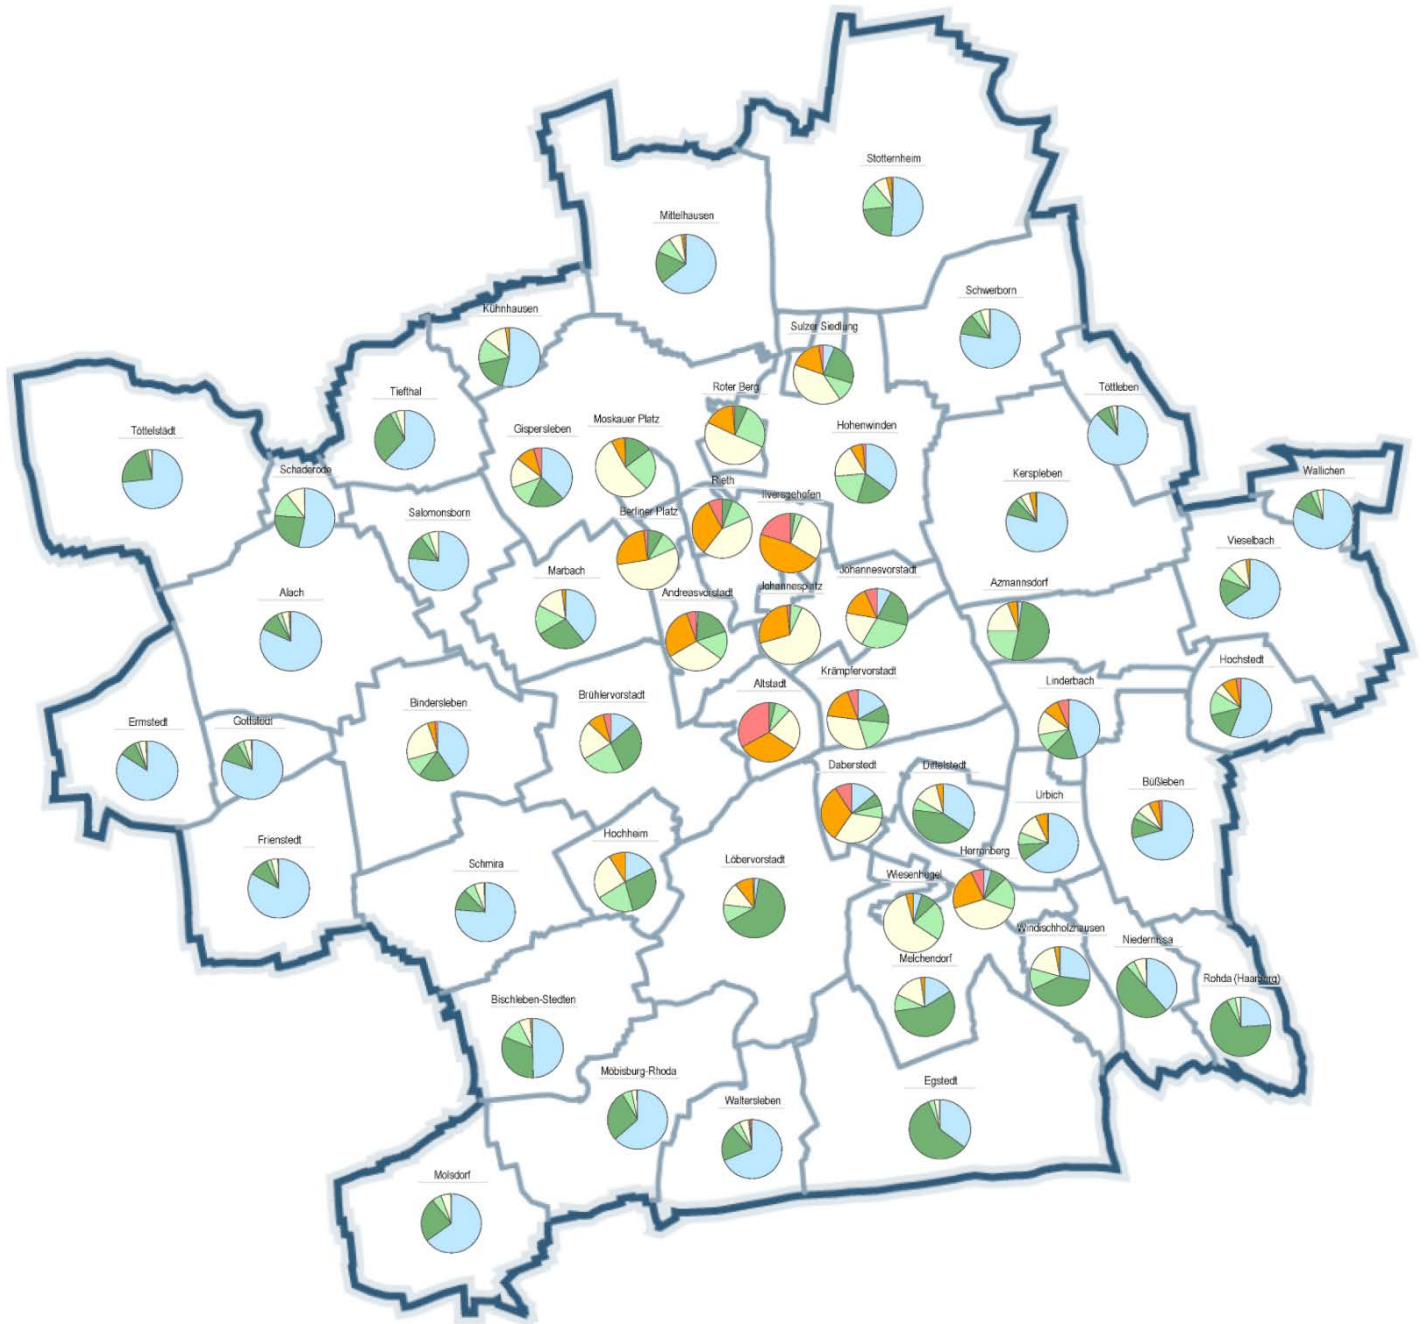 Stotternheim
Mittelhausen
Schwerborn
Kühnhausen
Sulzer Siedlung
Töttleben
Tiefthal
Roter Berg
Moskauer Platz
Gispersleben
Hohenwinden
Töttelstädt
Schaderode
Kerspleben
Wallichen
Rieth
Ilversgehofen
Salomonsborn
Berliner Platz
Vieselbach
Marbach
Johannesvorstadt
Azmannsdorf
Alach
Andreasvorstadt
Johannesplatz
Hochstedt
Altstadt
Krämpfervorstadt
Linderbach
Ermstedt
Gottstedt
Bindersleben
Brühlervorstadt
Daberstedt
Dittelstedt
Büßleben
Urbich
Frienstedt
Hochheim
Herrenberg
Schmira
Löbervorstadt
Wiesenhügel
Windischholzhausen
Niedernissa
Melchendorf
Rohda (Haarberg)
Bischleben-Stedten
Möbisburg-Rhoda
Egstedt
Waltersleben
Molsdorf